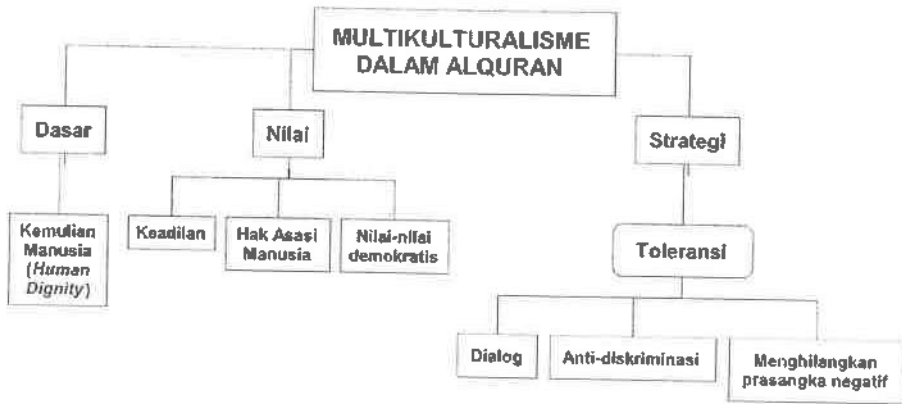 MULTIKULTURALISME
DALAM ALQURAN
Dasar
Nilai
Strategi
Kemulian
Manusia
(Human
Dignity)
Keadilan
Hak Asasi
Manusia
Nilai-nilai
demokratis
Toleransi
Dialog
Anti-diskriminasi
Menghilangkan
prasangka negatif